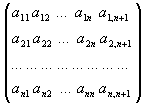 a₁₁ a₁₂ ... a₁ₙ a₁,ₙ₊₁
a₂₁ a₂₂ ... a₂ₙ a₂,ₙ₊₁
... ... ... ... ... ... ...
aₙ₁ aₙ₂ ... aₙₙ aₙ,ₙ₊₁